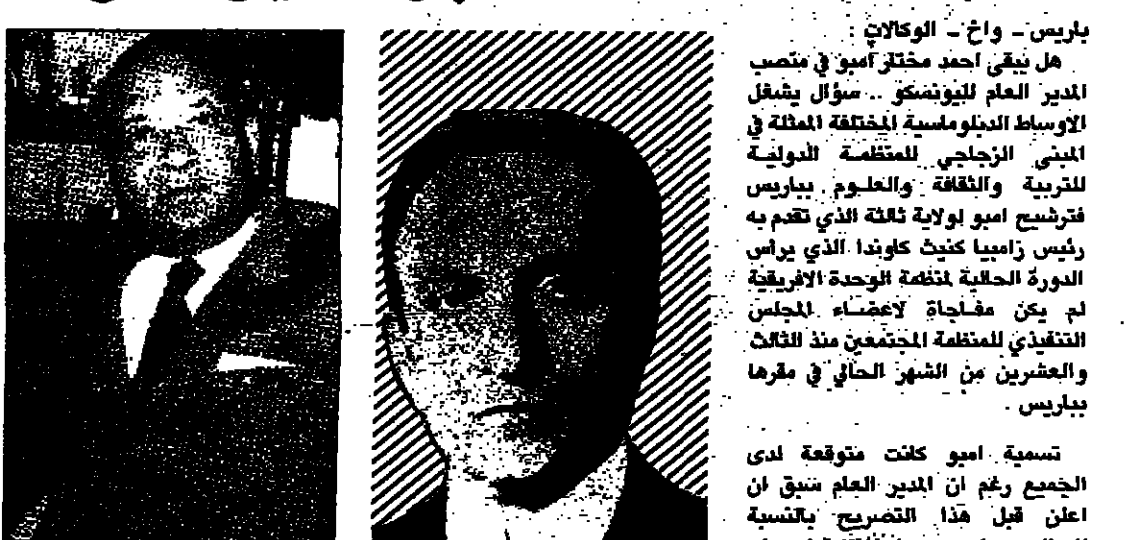 باريس - واخ - الوكالات :
هل يبقى احمد مختار امبو في منصب
المدير العام لليونسكو .. سؤال يشغل
الاوساط الدبلوماسية المختلفة الممثلة في
المبنى الزجاجي للمنظمة الدولية
للتربية والثقافة والعلوم بباريس
فترشيح امبو لولاية ثالثة الذي تقدم به
رئيس زامبيا كنيث كاوندا الذي يراس
الدورة الحالية لمنظمة الوحدة الافريقية
لم يكن مفاجاة لاعضاء المجلس
التنفيذي للمنظمة المجتمعين منذ الثالث
والعشرين من الشهر الحالي في مقرها
بباريس .
تسمية امبو كانت متوقعة لدى
الجميع رغم ان المدير العام سبق ان
اعلن قبل هذا التصريح بالنسبة